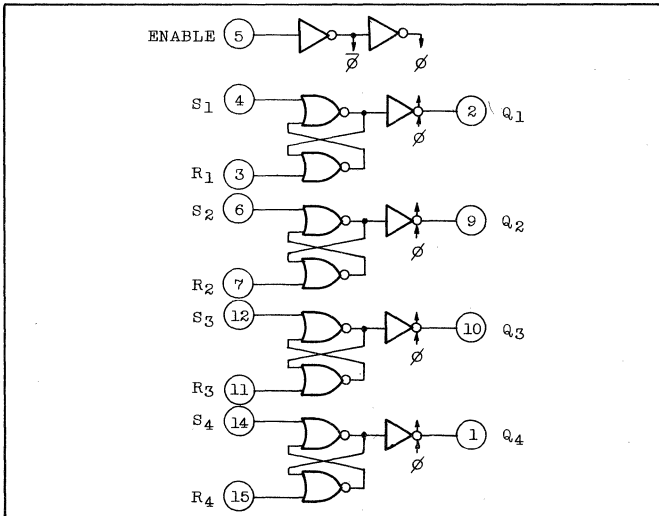 ENABLE 5
ø̅ ø
S1 4 2 Q1
ø
R1 3
S2 6 9 Q2
ø
R2 7
S3 12 10 Q3
ø
R3 11
S4 14 1 Q4
ø
R4 15